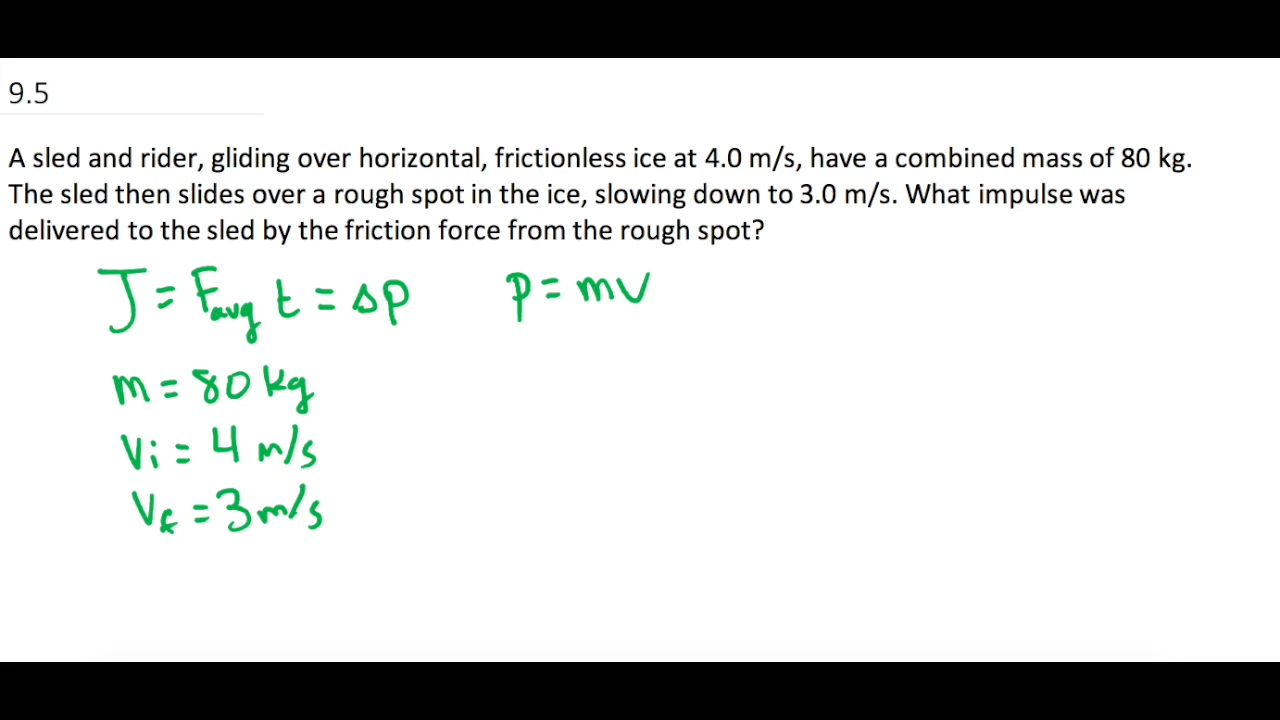 9.5
A sled and rider, gliding over horizontal, frictionless ice at 4.0 m/s, have a combined mass of 80 kg.
The sled then slides over a rough spot in the ice, slowing down to 3.0 m/s. What impulse was
delivered to the sled by the friction force from the rough spot?
J = Favg t = Δp p = mv
m = 80 kg
Vi = 4 m/s
Vf = 3 m/s